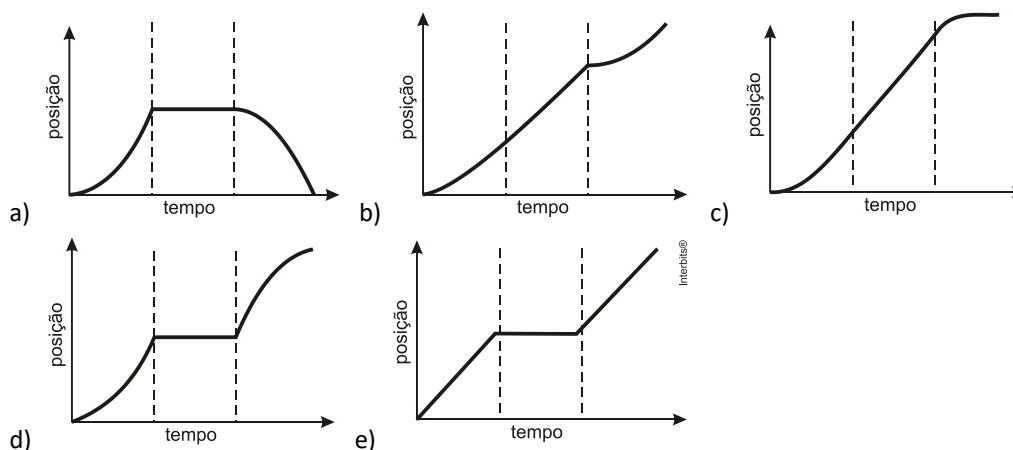 posição
tempo
a)
posição
tempo
b)
posição
tempo
c)
posição
tempo
d)
posição
tempo
e)
Interbits®